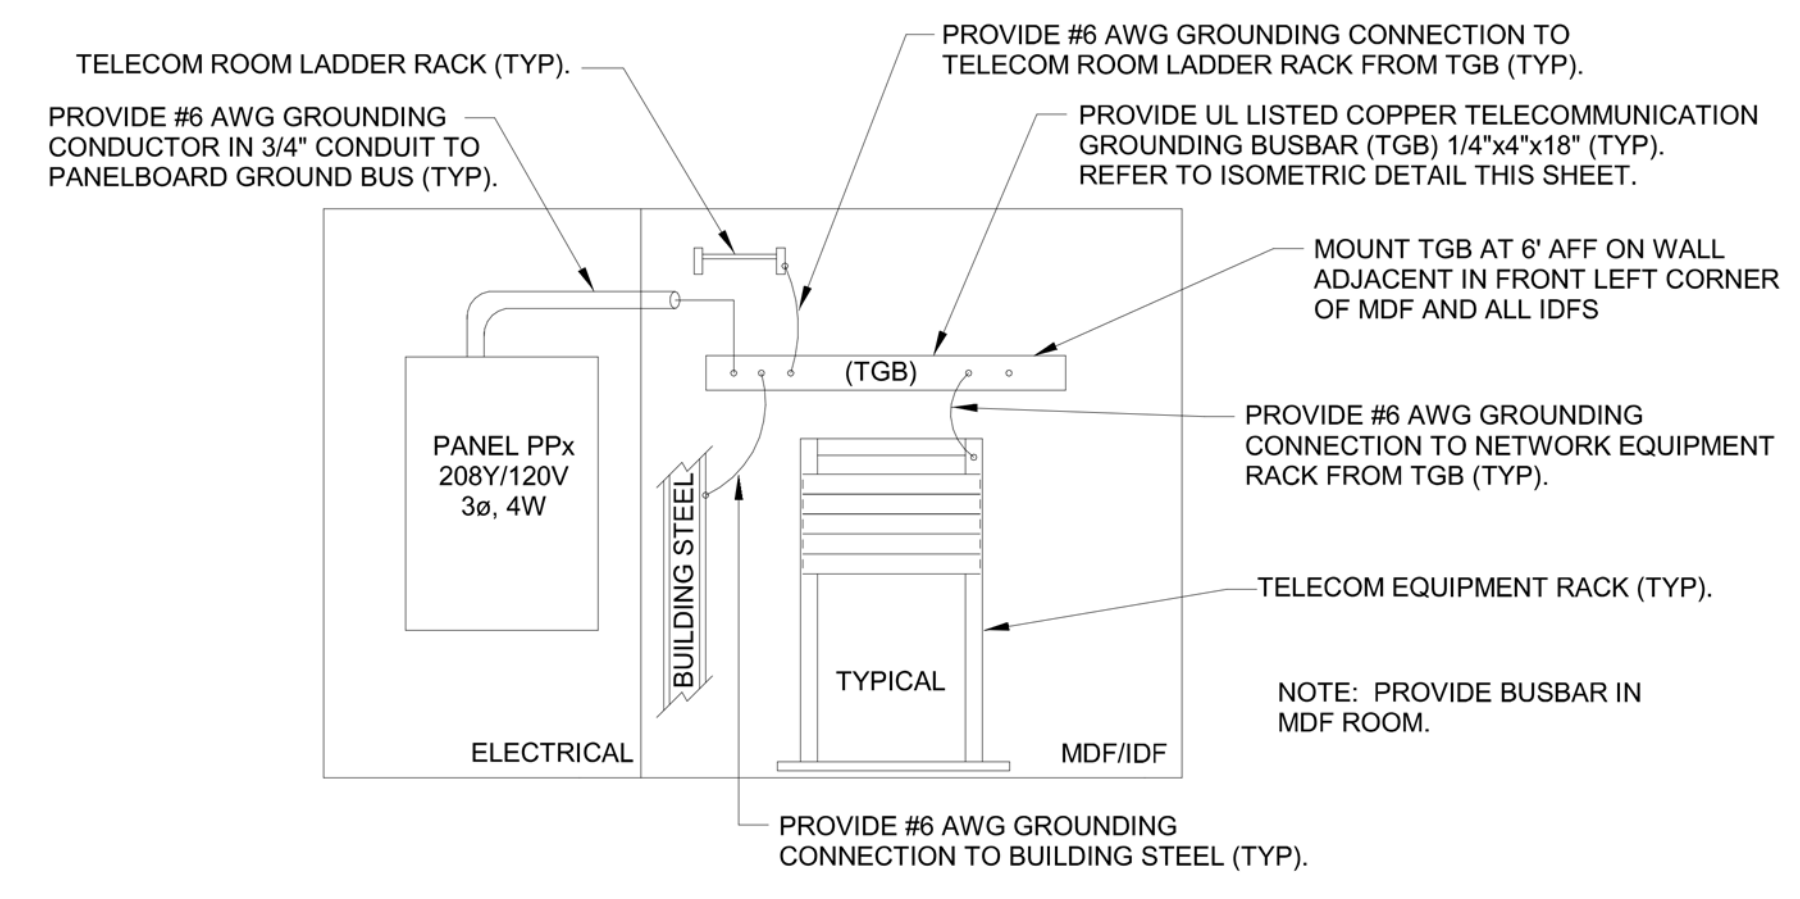 TELECOM ROOM LADDER RACK (TYP).
PROVIDE #6 AWG GROUNDING
CONDUCTOR IN 3/4" CONDUIT TO
PANELBOARD GROUND BUS (TYP).
PROVIDE #6 AWG GROUNDING CONNECTION TO
TELECOM ROOM LADDER RACK FROM TGB (TYP).
PROVIDE UL LISTED COPPER TELECOMMUNICATION
GROUNDING BUSBAR (TGB) 1/4"x4"x18" (TYP).
REFER TO ISOMETRIC DETAIL THIS SHEET.
MOUNT TGB AT 6' AFF ON WALL
ADJACENT IN FRONT LEFT CORNER
OF MDF AND ALL IDFS
(TGB)
PROVIDE #6 AWG GROUNDING
CONNECTION TO NETWORK EQUIPMENT
RACK FROM TGB (TYP).
PANEL PPx
208Y/120V
3ø, 4W
BUILDING STEEL
TELECOM EQUIPMENT RACK (TYP).
TYPICAL
NOTE:  PROVIDE BUSBAR IN
MDF ROOM.
ELECTRICAL
MDF/IDF
PROVIDE #6 AWG GROUNDING
CONNECTION TO BUILDING STEEL (TYP).